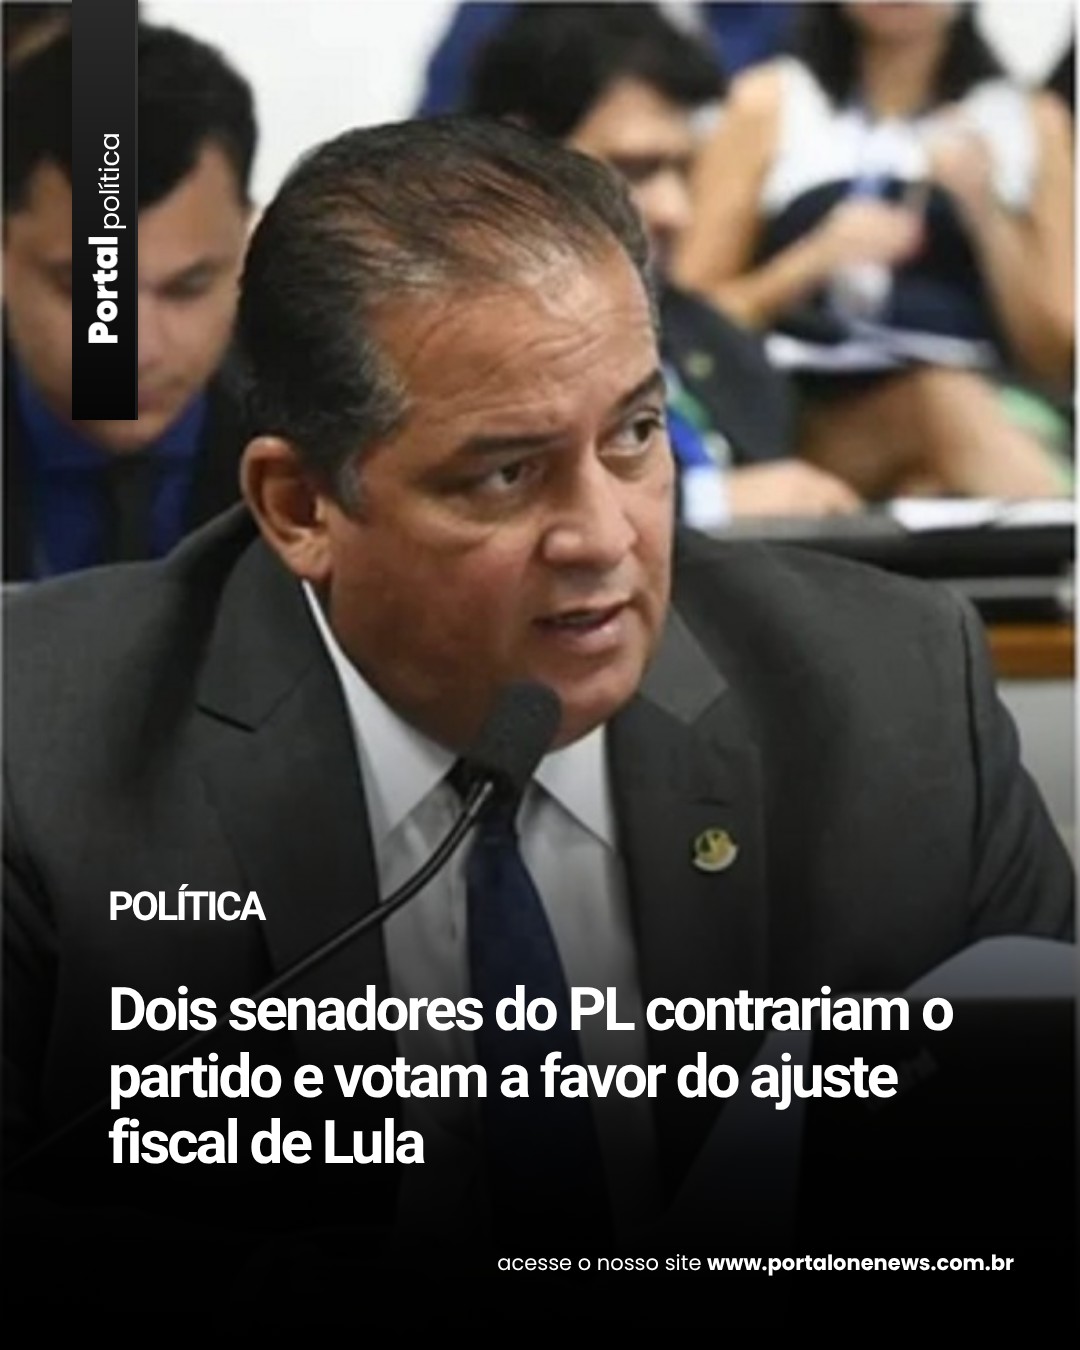 Portal política
POLÍTICA
Dois senadores do PL contrariam o
partido e votam a favor do ajuste
fiscal de Lula
acesse o nosso site www.portalonenews.com.br